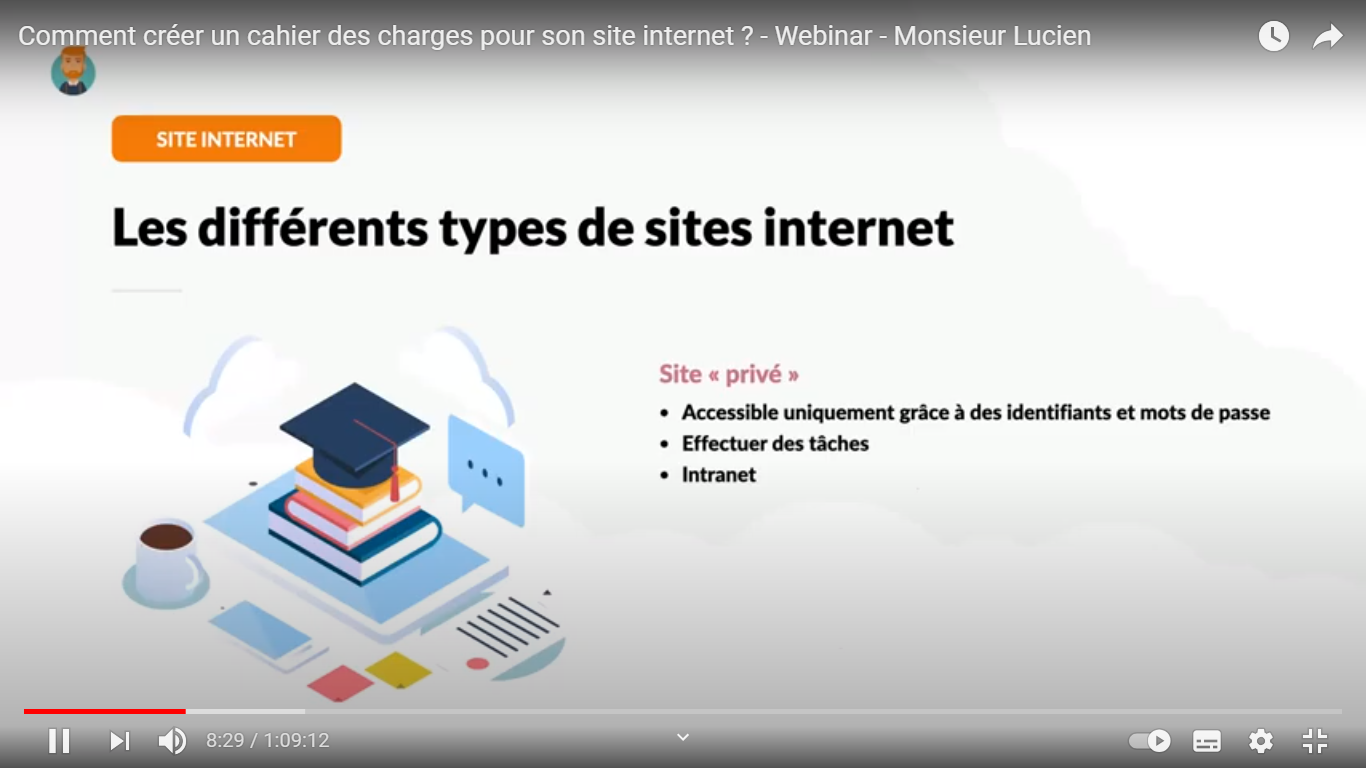 Comment créer un cahier des charges pour son site internet ? - Webinar - Monsieur Lucien
SITE INTERNET
Les différents types de sites internet
Site « privé »
• Accessible uniquement grâce à des identifiants et mots de passe
• Effectuer des tâches
• Intranet
8:29 / 1:09:12